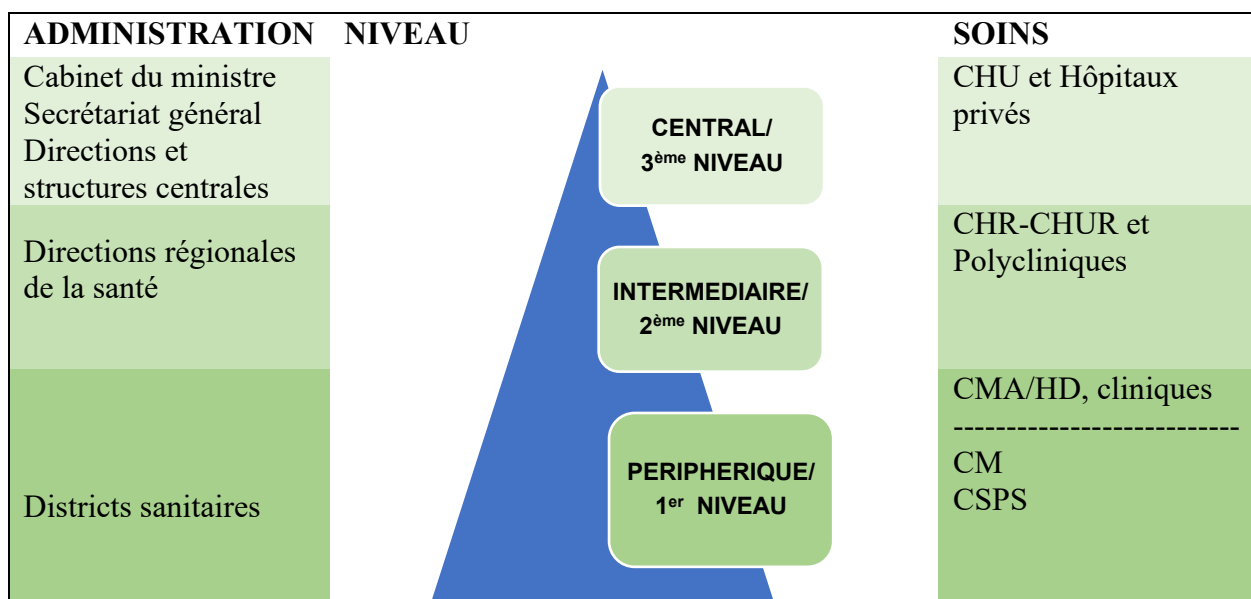 ADMINISTRATION NIVEAU SOINS
Cabinet du ministre
Secrétariat général
Directions et
structures centrales
CENTRAL/
3ème NIVEAU
CHU et Hôpitaux
privés
Directions régionales
de la santé
INTERMEDIAIRE/
2ème NIVEAU
CHR-CHUR et
Polycliniques
Districts sanitaires
PERIPHERIQUE/
1er NIVEAU
CMA/HD, cliniques
---------------------------
CM
CSPS